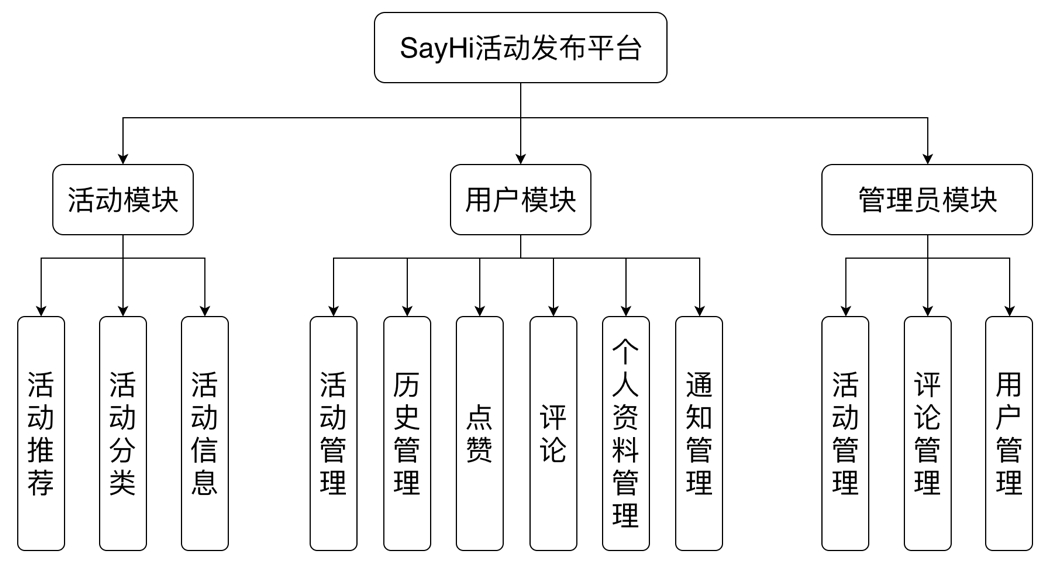 SayHi活动发布平台
活动模块
用户模块
管理员模块
活动推荐
活动分类
活动信息
活动管理
历史管理
点赞
评论
个人资料管理
通知管理
活动管理
评论管理
用户管理